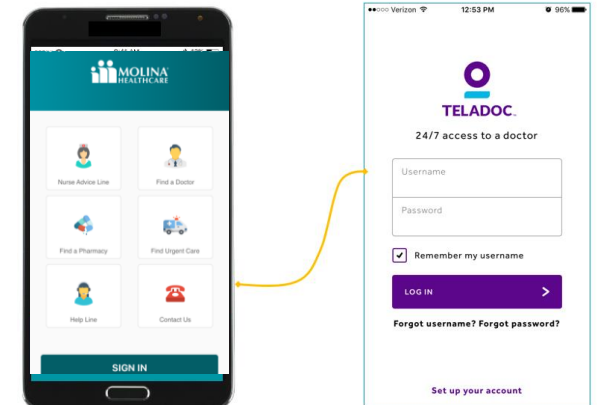 MOLINA
HEALTHCARE
Nurse Advice Line
Find a Doctor
Find a Pharmacy
Find Urgent Care
Help Line
Contact Us
SIGN IN
Verizon
12:53 PM
96%
TELADOC.
24/7 access to a doctor
Username
Password
Remember my username
LOG IN
Forgot username? Forgot password?
Set up your account